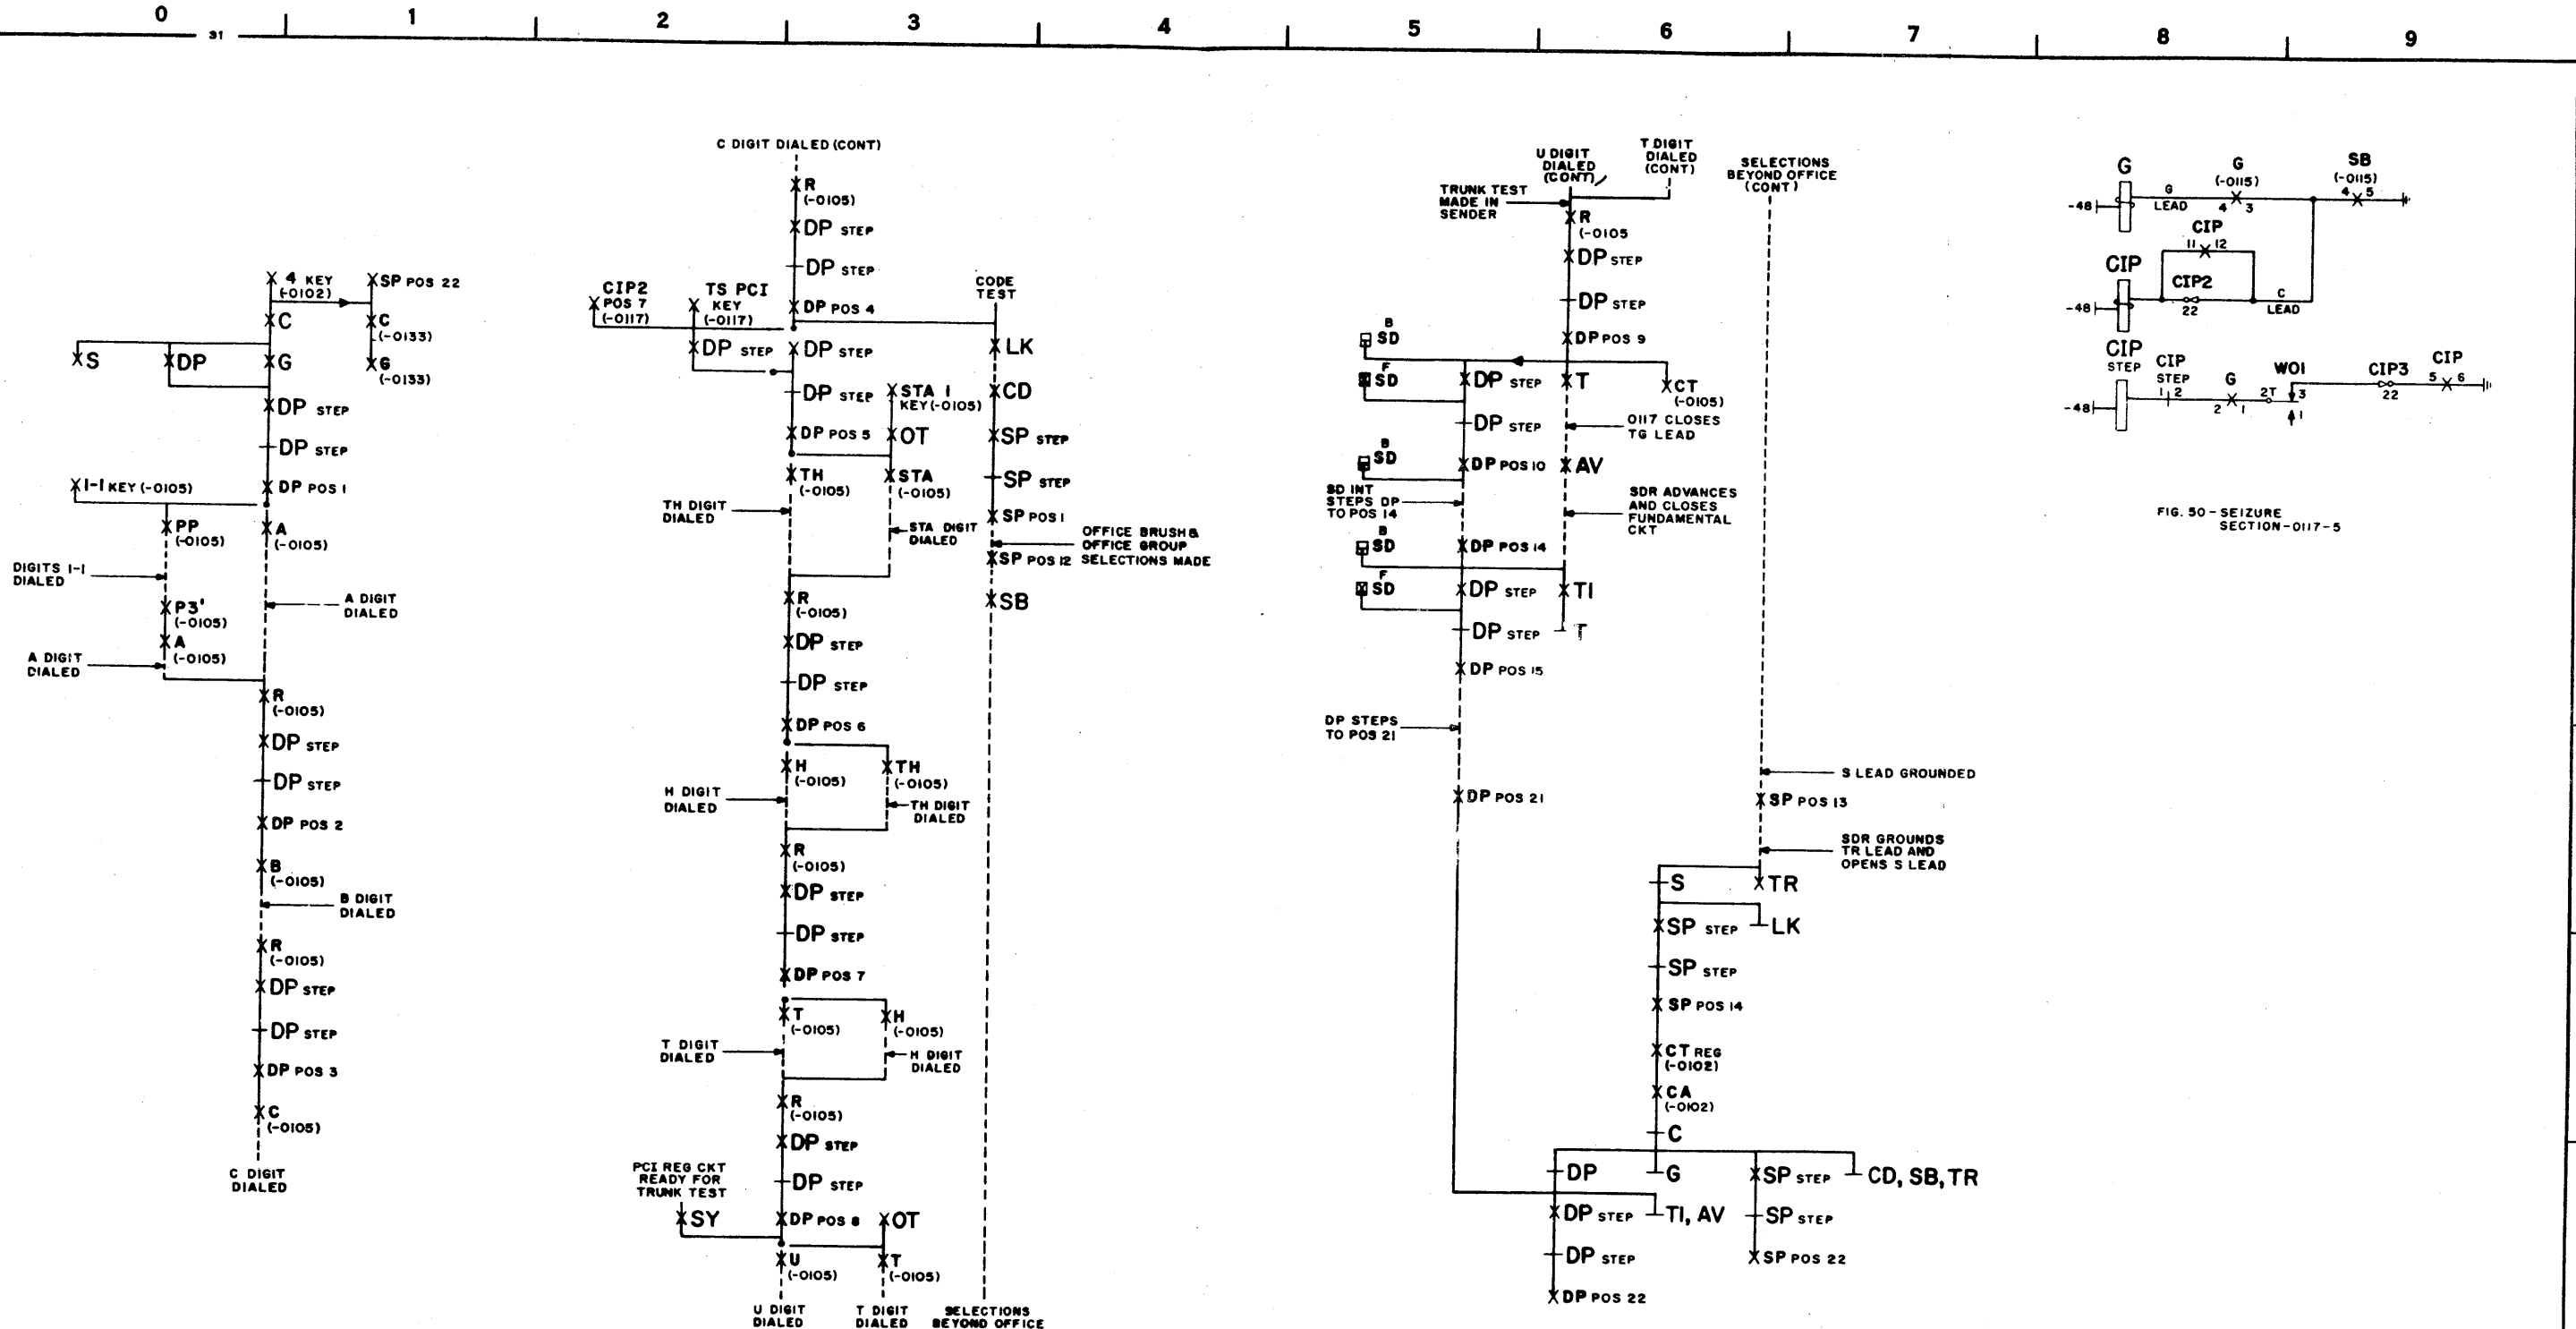 0 1 2 3 4 5 6 7 8 9
31
4 KEY
(-0102)
SP POS 22
C
C
(-0133)
S
DP
G
G
(-0133)
DP STEP
DP STEP
1-1 KEY (-0105)
DP POS 1
PP
(-0105)
A
(-0105)
DIGITS 1-1
DIALED
P3'
(-0105)
A DIGIT
DIALED
A
(-0105)
A DIGIT
DIALED
R
(-0105)
DP STEP
DP STEP
DP POS 2
B
(-0105)
B DIGIT
DIALED
R
(-0105)
DP STEP
DP STEP
DP POS 3
C
(-0105)
C DIGIT
DIALED
C DIGIT DIALED (CONT)
R
(-0105)
DP STEP
DP STEP
CIP2
POS 7
(-0117)
TS PCI
KEY
(-0117)
DP POS 4
CODE
TEST
DP STEP
DP STEP
LK
DP STEP
STA 1
KEY (-0105)
CD
DP POS 5
OT
SP STEP
TH
(-0105)
STA
(-0105)
SP STEP
TH DIGIT
DIALED
STA DIGIT
DIALED
SP POS 1
OFFICE BRUSH &
OFFICE GROUP
SELECTIONS MADE
SP POS 12
R
(-0105)
SB
DP STEP
DP STEP
DP POS 6
H
(-0105)
TH
(-0105)
H DIGIT
DIALED
TH DIGIT
DIALED
R
(-0105)
DP STEP
DP STEP
DP POS 7
T
(-0105)
H
(-0105)
T DIGIT
DIALED
H DIGIT
DIALED
R
(-0105)
DP STEP
PCI REG CKT
READY FOR
TRUNK TEST
DP STEP
SY
DP POS 8
OT
U
(-0105)
T
(-0105)
U DIGIT
DIALED
T DIGIT
DIALED
SELECTIONS
BEYOND OFFICE
U DIGIT
DIALED
(CONT)
T DIGIT
DIALED
(CONT)
SELECTIONS
BEYOND OFFICE
(CONT)
TRUNK TEST
MADE IN
SENDER
R
(-0105
DP STEP
DP STEP
B
SD
DP POS 9
F
SD
DP STEP
T
CT
(-0105)
DP STEP
0117 CLOSES
TG LEAD
B
SD
DP POS 10
AV
SD INT
STEPS DP
TO POS 14
SDR ADVANCES
AND CLOSES
FUNDAMENTAL
CKT
B
SD
DP POS 14
F
SD
DP STEP
TI
DP STEP
T
DP POS 15
DP STEPS
TO POS 21
DP POS 21
S LEAD GROUNDED
SP POS 13
SDR GROUNDS
TR LEAD AND
OPENS S LEAD
S
TR
SP STEP
LK
SP STEP
SP POS 14
CT REG
(-0102)
CA
(-0102)
C
DP
G
SP STEP
CD, SB, TR
DP STEP
TI, AV
SP STEP
DP STEP
SP POS 22
DP POS 22
G
G
(-0115)
SB
(-0115)
-48
G
LEAD
4 3
4 5
CIP
11 12
CIP
CIP2
-48
22
C
LEAD
CIP
STEP
CIP
STEP
1 2
G
2 1
WO1
2T
3
1
CIP3
22
CIP
5 6
-48
FIG. 50 - SEIZURE
SECTION-0117-5